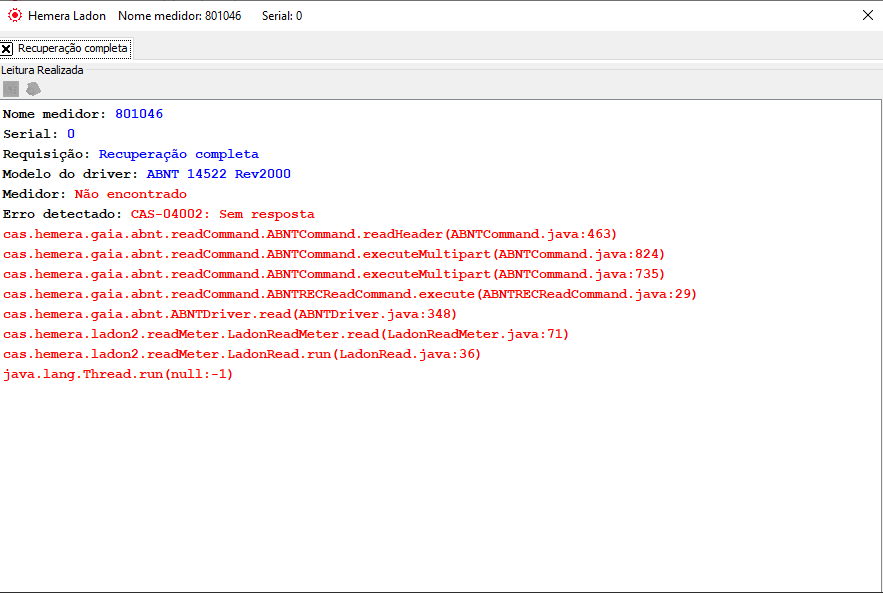 Hemera Ladon Nome medidor: 801046 Serial: 0
Recuperação completa
Leitura Realizada
Nome medidor: 801046
Serial: 0
Requisição: Recuperação completa
Modelo do driver: ABNT 14522 Rev2000
Medidor: Não encontrado
Erro detectado: CAS-04002: Sem resposta
cas.hemera.gaia.abnt.readCommand.ABNTCommand.readHeader(ABNTCommand.java:463)
cas.hemera.gaia.abnt.readCommand.ABNTCommand.executeMultipart(ABNTCommand.java:824)
cas.hemera.gaia.abnt.readCommand.ABNTCommand.executeMultipart(ABNTCommand.java:735)
cas.hemera.gaia.abnt.readCommand.ABNTRECReadCommand.execute(ABNTRECReadCommand.java:29)
cas.hemera.gaia.abnt.ABNTDriver.read(ABNTDriver.java:348)
cas.hemera.ladon2.readMeter.LadonReadMeter.read(LadonReadMeter.java:71)
cas.hemera.ladon2.readMeter.LadonRead.run(LadonRead.java:36)
java.lang.Thread.run(null:-1)